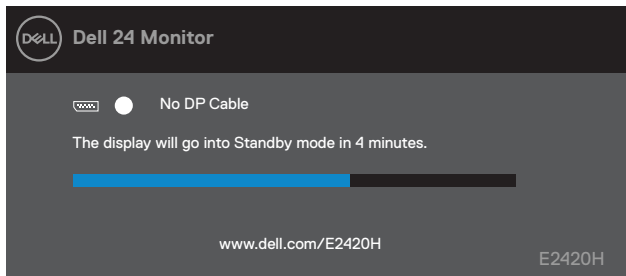 DELL
Dell 24 Monitor
No DP Cable
The display will go into Standby mode in 4 minutes.
www.dell.com/E2420H
E2420H